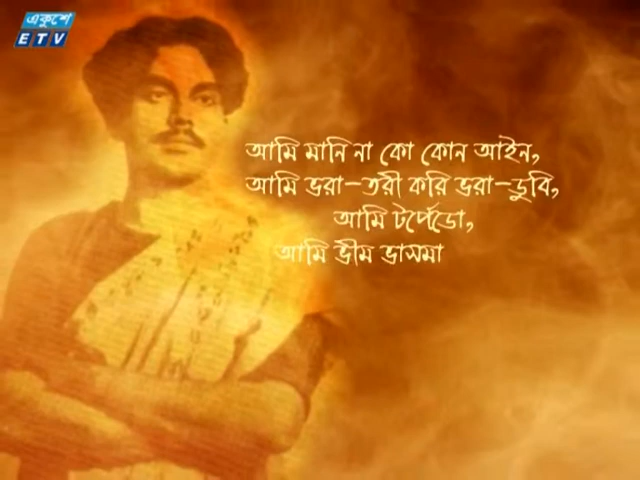 একুশে
ETV
আমি মানি না কো কোন আইন,
আমি ভরা-তরী করি ভরা-ডুবি,
আমি টর্পেডো,
আমি ভীম ভাসমা